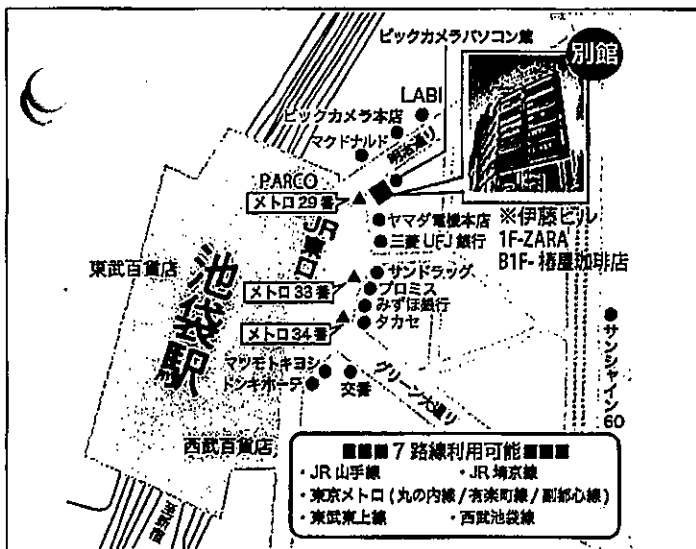 ビックカメラパソコン館
別館
LABI
ビックカメラ本店
マクドナルド
明治通り
PARCO
メトロ29番
JR東口
ヤマダ電機本店
三菱UFJ銀行
※伊藤ビル
1F-ZARA
B1F-椿屋珈琲店
東武百貨店
池袋駅
サンドラッグ
メトロ33番
プロミス
みずほ銀行
メトロ34番
タカセ
サンシャイン60
マツモトキヨシ
ドンキホーテ
交番
グリーン大通り
西武百貨店
■■■7路線利用可能■■■
・JR山手線 ・JR埼京線
・東京メトロ(丸の内線/有楽町線/副都心線)
・東武東上線 ・西武池袋線